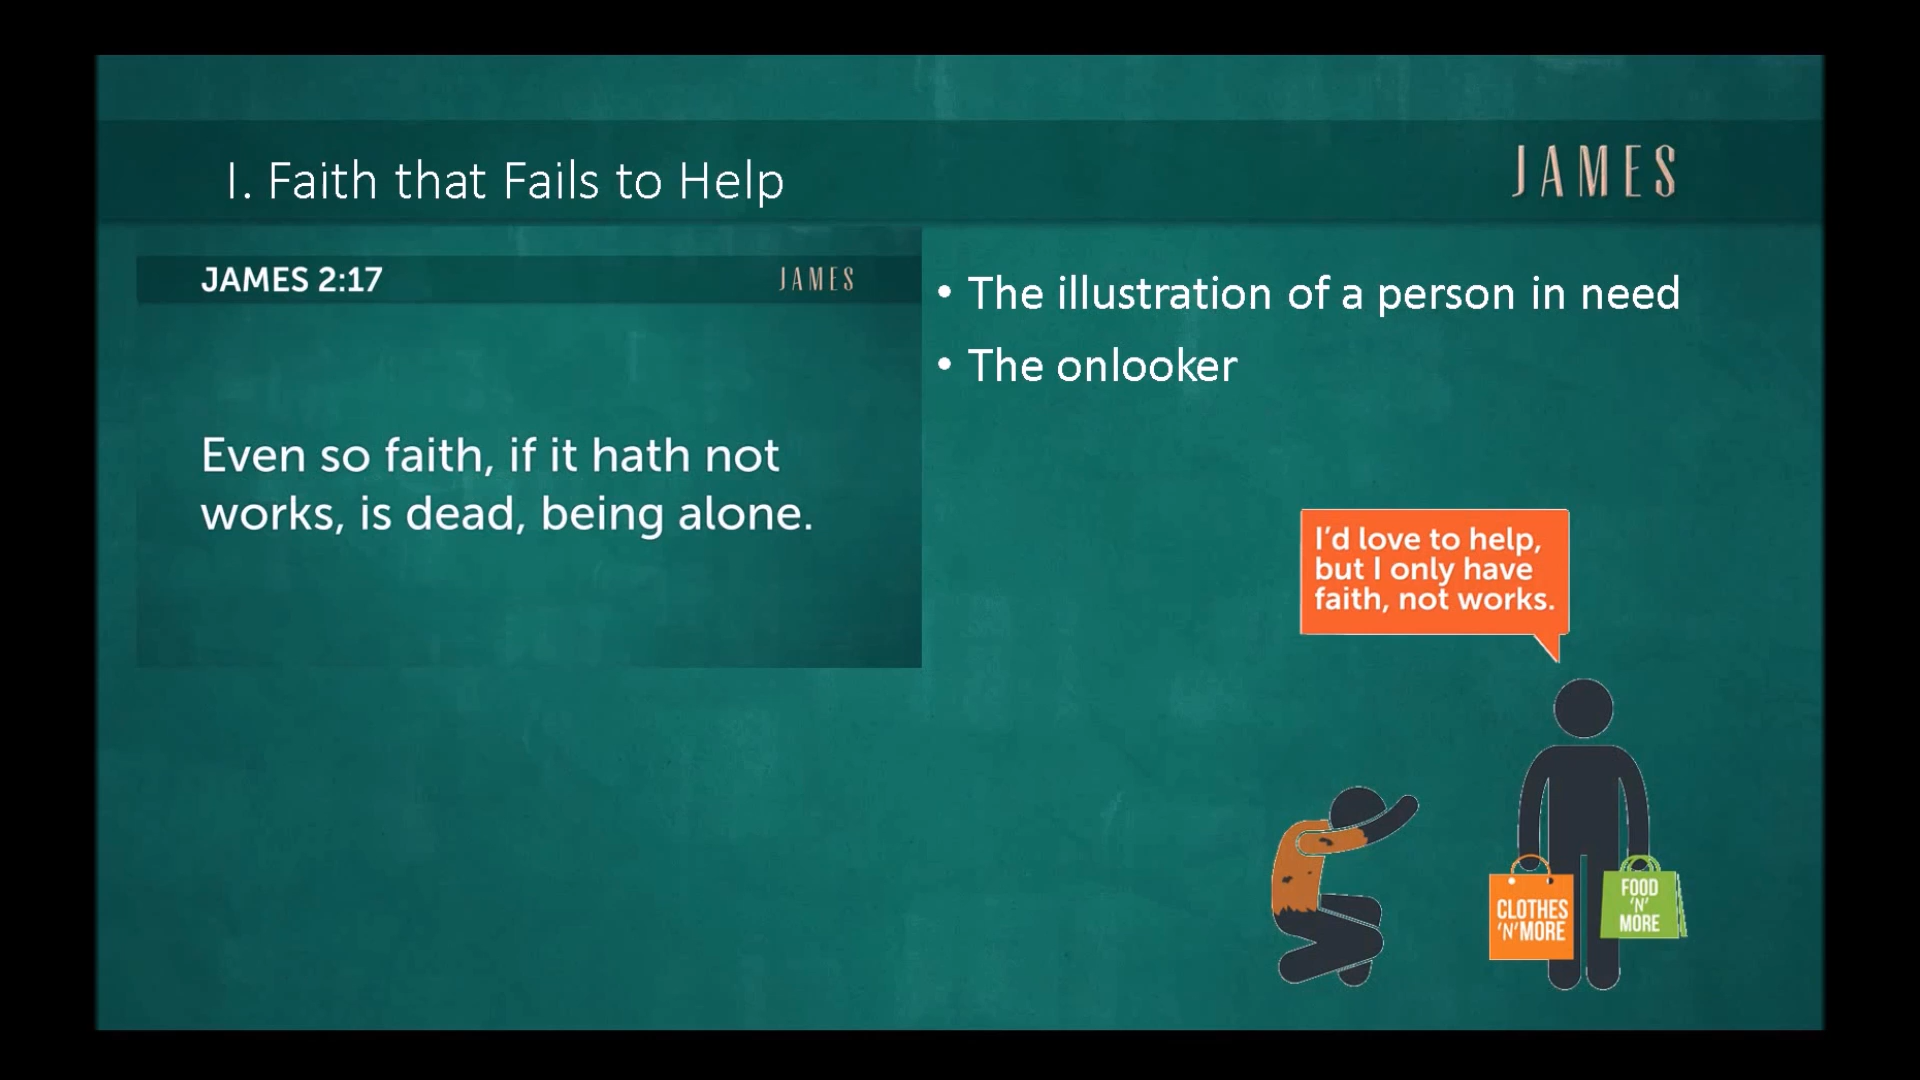 I. Faith that Fails to Help
JAMES
JAMES 2:17
JAMES
Even so faith, if it hath not
works, is dead, being alone.
• The illustration of a person in need
• The onlooker
I'd love to help,
but I only have
faith, not works.
CLOTHES
'N'MORE
FOOD
'N'
MORE